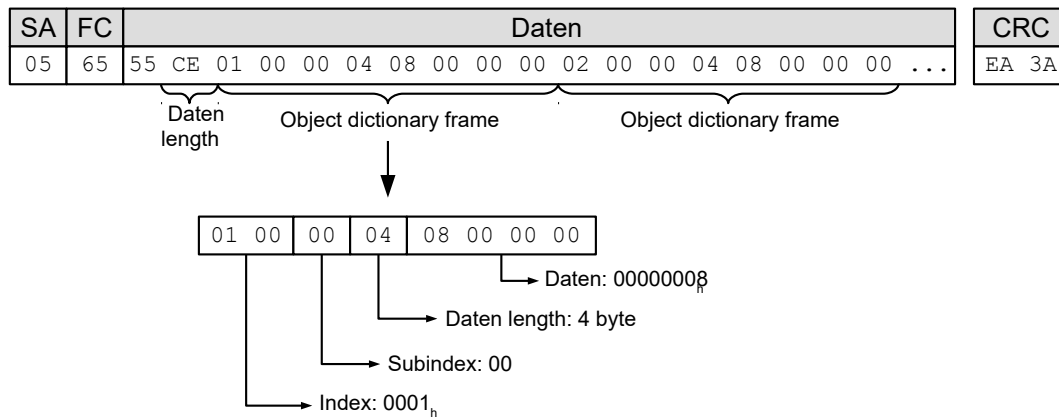 SA FC Daten CRC
05 65 55 CE 01 00 00 04 08 00 00 00 02 00 00 04 08 00 00 00 ... EA 3A
Daten length
Object dictionary frame
Object dictionary frame
01 00 00 04 08 00 00 00
Daten: 00000008h
Daten length: 4 byte
Subindex: 00
Index: 0001h